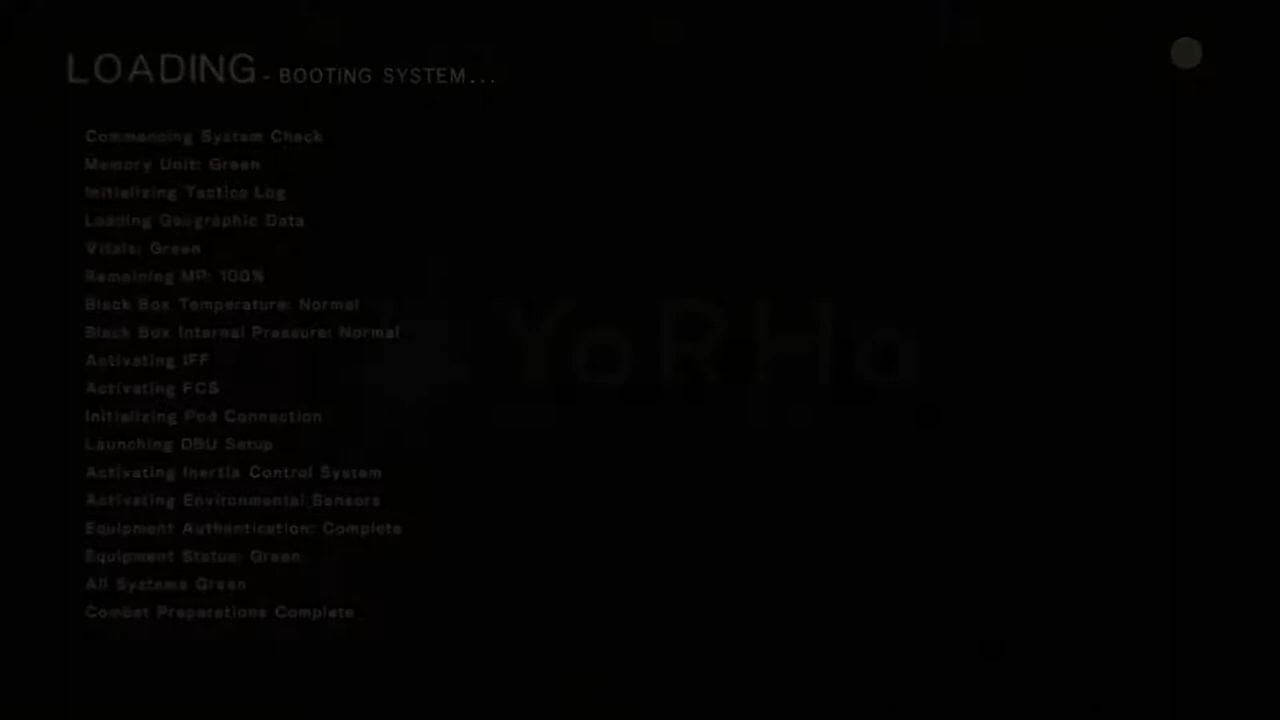 LOADING - BOOTING SYSTEM...
Commencing System Check
Memory Unit: Green
Initializing Tactics Log
Loading Geographic Data
Vitals: Green
Remaining MP: 100%
Black Box Temperature: Normal
Black Box Internal Pressure: Normal
YoRHa
Activating IFF
Activating FCS
Initializing Pod Connection
Launching DBU Setup
Activating Inertia Control System
Activating Environmental Sensors
Equipment Authentication: Complete
Equipment Status: Green
All Systems Green
Combat Preparations Complete